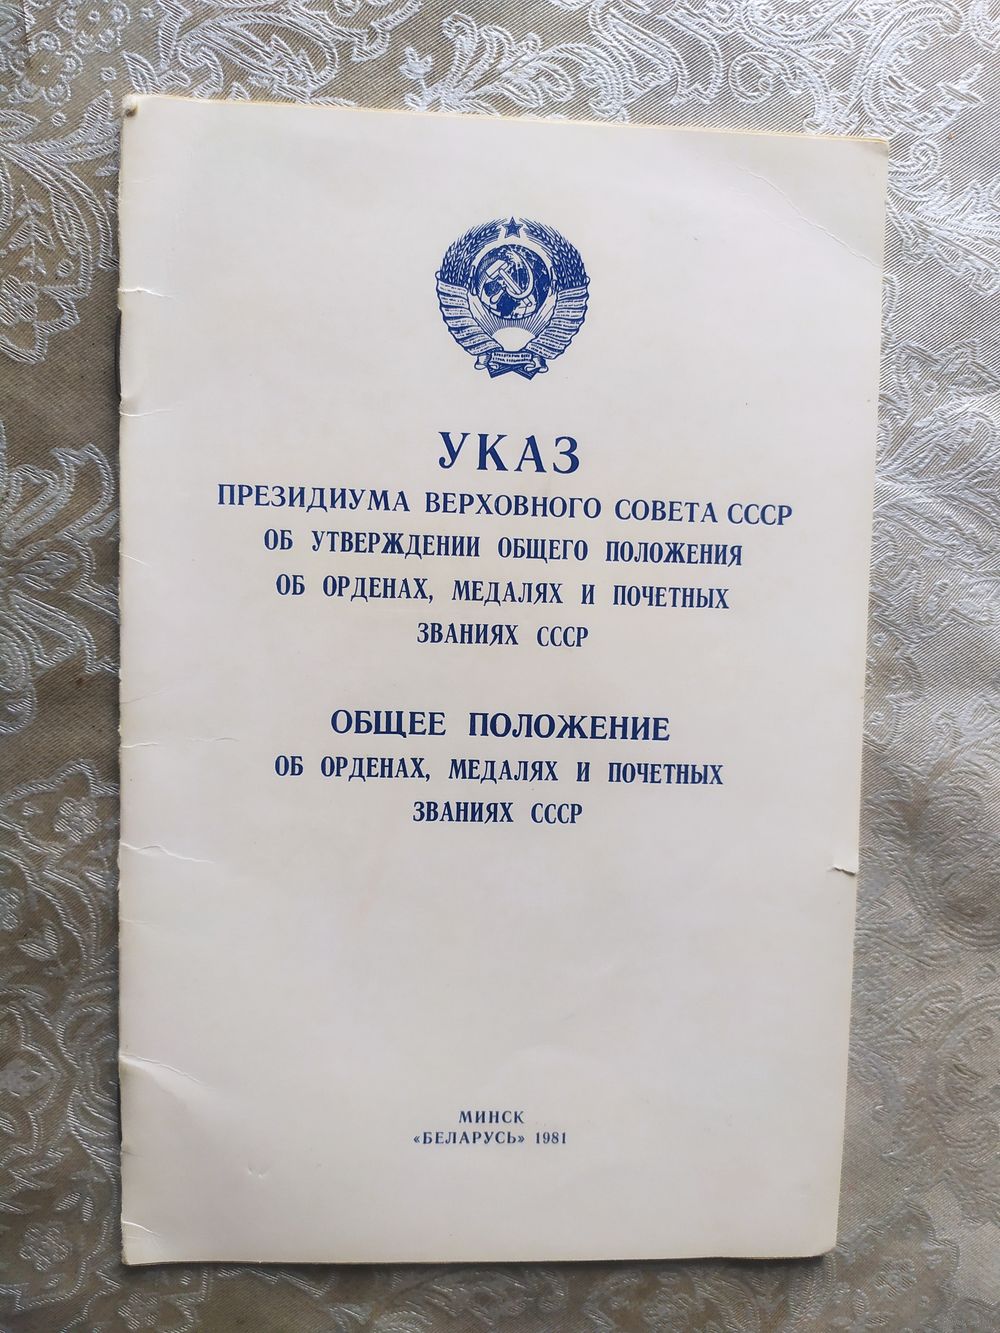 УКАЗ
ПРЕЗИДИУМА ВЕРХОВНОГО СОВЕТА СССР
ОБ УТВЕРЖДЕНИИ ОБЩЕГО ПОЛОЖЕНИЯ
ОБ ОРДЕНАХ, МЕДАЛЯХ И ПОЧЕТНЫХ
ЗВАНИЯХ СССР
ОБЩЕЕ ПОЛОЖЕНИЕ
ОБ ОРДЕНАХ, МЕДАЛЯХ И ПОЧЕТНЫХ
ЗВАНИЯХ СССР
МИНСК
«БЕЛАРУСЬ» 1981